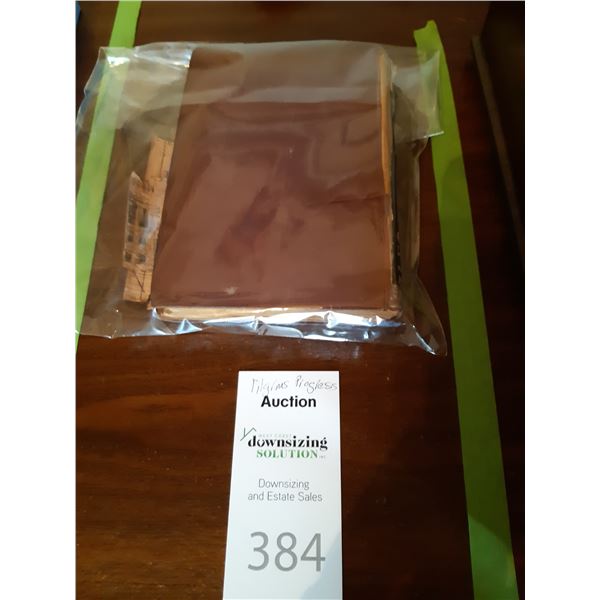 Pilgrims Progress
Auction
downsizing
SOLUTION
Downsizing
and Estate Sales
384